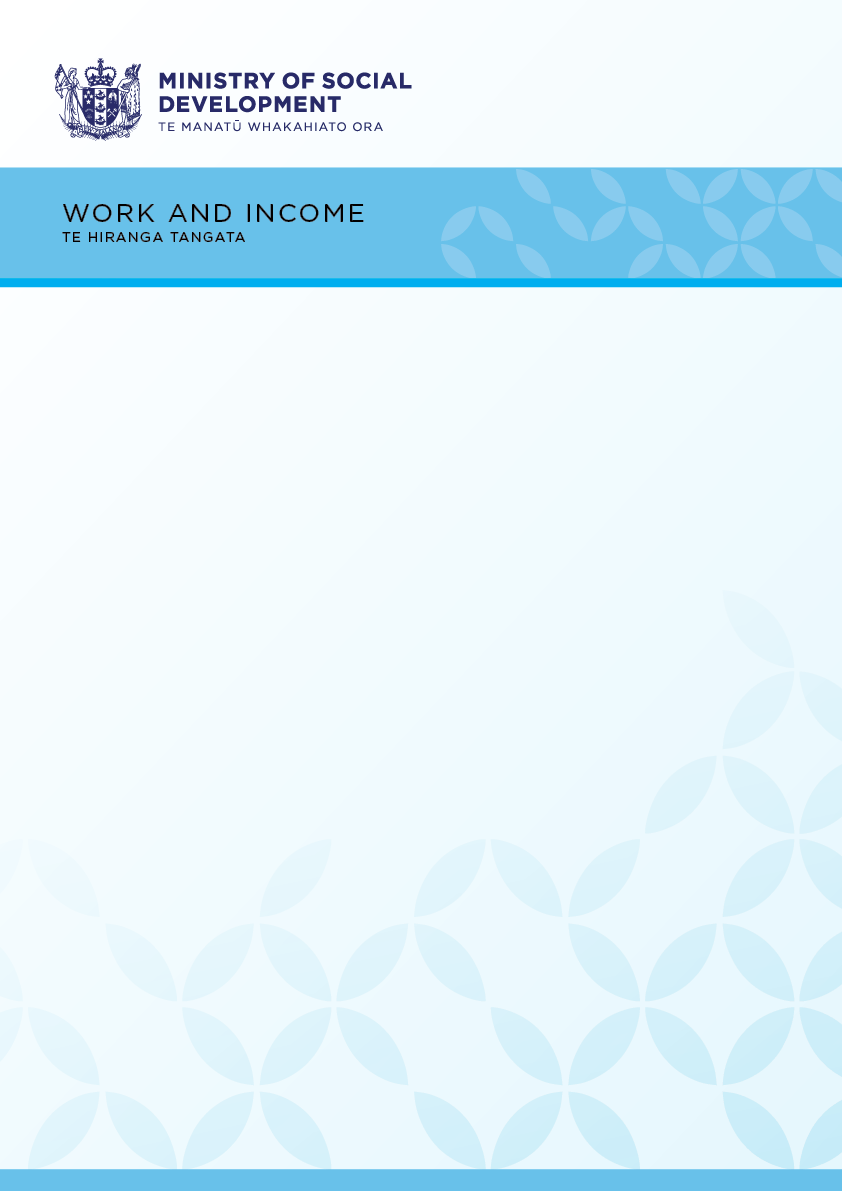 MINISTRY OF SOCIAL
DEVELOPMENT
TE MANATŪ WHAKAHIATO ORA
WORK AND INCOME
TE HIRANGA TANGATA